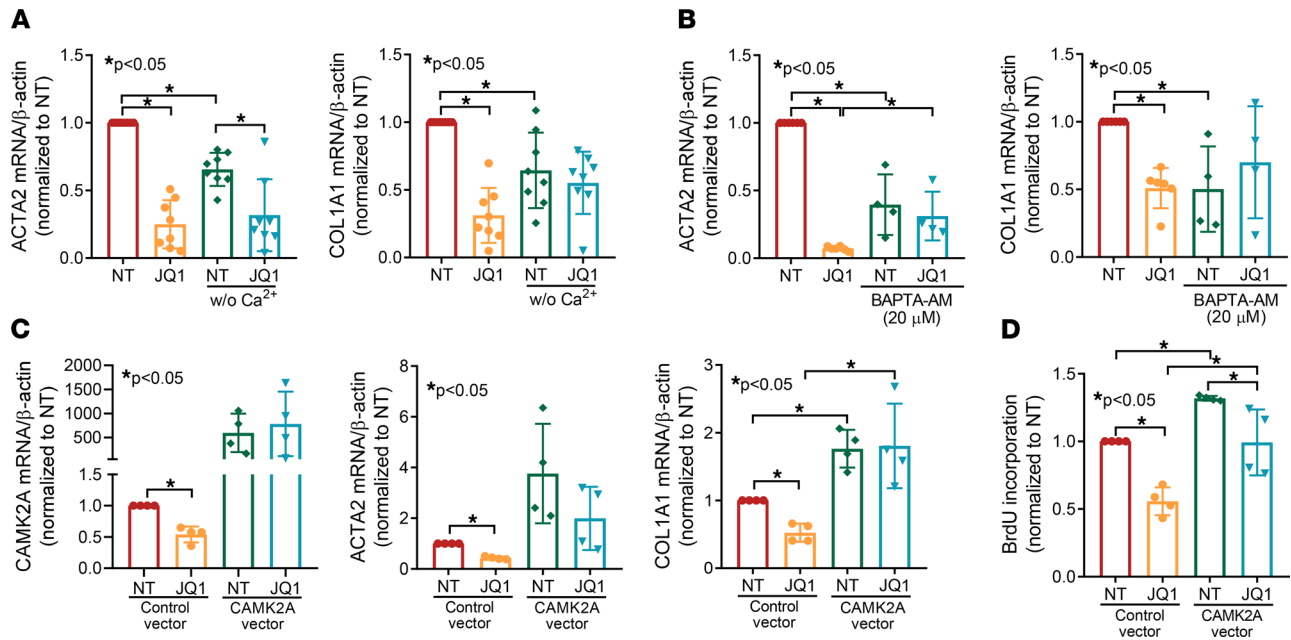 A
ACTA2 mRNA/β-actin
(normalized to NT)
1.5
1.0
0.5
0.0
*p<0.05
*
*
*
NT JQ1 NT JQ1
w/o Ca2+
COL1A1 mRNA/β-actin
(normalized to NT)
1.5
1.0
0.5
0.0
*p<0.05
*
*
NT JQ1 NT JQ1
w/o Ca2+
B
ACTA2 mRNA/β-actin
(normalized to NT)
1.5
1.0
0.5
0.0
*p<0.05
*
*
*
NT JQ1 NT JQ1
BAPTA-AM
(20 μM)
COL1A1 mRNA/β-actin
(normalized to NT)
1.5
1.0
0.5
0.0
*p<0.05
*
*
NT JQ1 NT JQ1
BAPTA-AM
(20 μM)
C
CAMK2A mRNA/β-actin
(normalized to NT)
2000
1500
1000
500
1.5
1.0
0.5
0.0
*p<0.05
*
NT JQ1 NT JQ1
Control CAMK2A
vector vector
ACTA2 mRNA/β-actin
(normalized to NT)
8
6
4
2
0
*p<0.05
*
NT JQ1 NT JQ1
Control CAMK2A
vector vector
COL1A1 mRNA/β-actin
(normalized to NT)
3
2
1
0
*p<0.05
*
*
*
NT JQ1 NT JQ1
Control CAMK2A
vector vector
D
BrdU incorporation
(normalized to NT)
1.5
1.0
0.5
0.0
*p<0.05
*
*
*
*
NT JQ1 NT JQ1
Control CAMK2A
vector vector